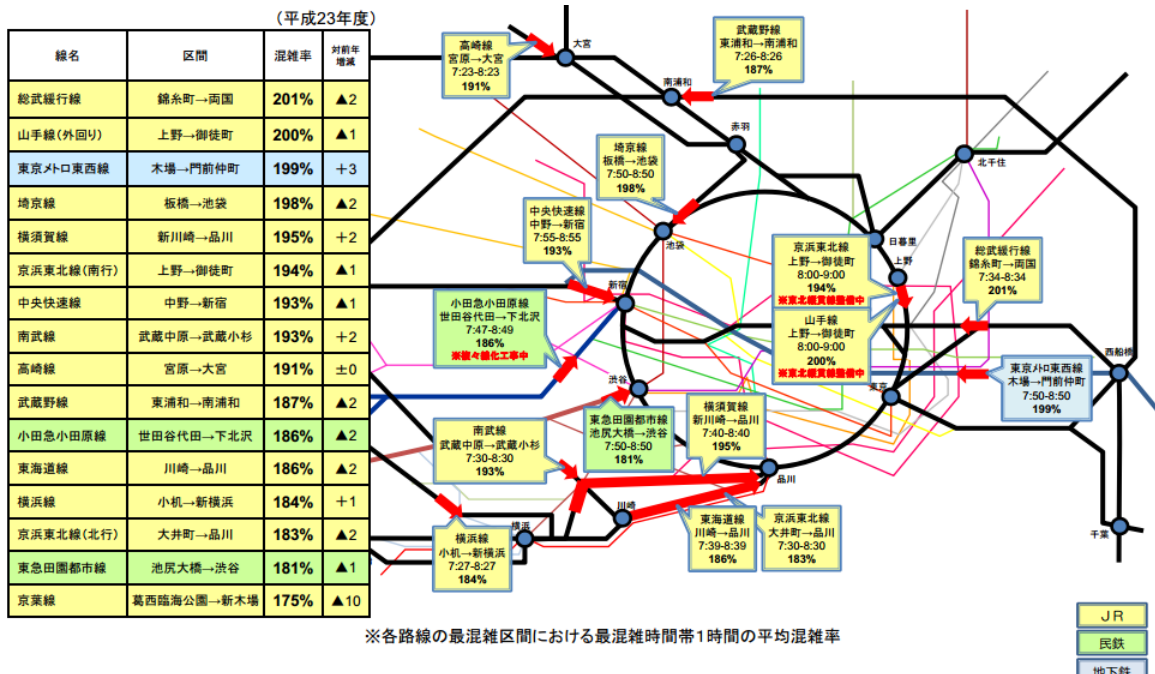 (平成23年度)
線名 区間 混雑率 対前年増減
総武緩行線 錦糸町→両国 201% ▲2
山手線(外回り) 上野→御徒町 200% ▲1
東京メトロ東西線 木場→門前仲町 199% +3
埼京線 板橋→池袋 198% ▲2
横須賀線 新川崎→品川 195% +2
京浜東北線(南行) 上野→御徒町 194% ▲1
中央快速線 中野→新宿 193% ▲1
南武線 武蔵中原→武蔵小杉 193% +2
高崎線 宮原→大宮 191% ±0
武蔵野線 東浦和→南浦和 187% ▲2
小田急小田原線 世田谷代田→下北沢 186% ▲2
東海道線 川崎→品川 186% ▲2
横浜線 小机→新横浜 184% +1
京浜東北線(北行) 大井町→品川 183% ▲2
東急田園都市線 池尻大橋→渋谷 181% ▲1
京葉線 葛西臨海公園→新木場 175% ▲10
高崎線
宮原→大宮
7:23-8:23
191%
大宮
武蔵野線
東浦和→南浦和
7:26-8:26
187%
南浦和
赤羽
北千住
埼京線
板橋→池袋
7:50-8:50
198%
池袋
中央快速線
中野→新宿
7:55-8:55
193%
新宿
日暮里
上野
京浜東北線
上野→御徒町
8:00-9:00
194%
※東北縦貫線整備中
山手線
上野→御徒町
8:00-9:00
200%
※東北縦貫線整備中
総武緩行線
錦糸町→両国
7:34-8:34
201%
西船橋
小田急小田原線
世田谷代田→下北沢
7:47-8:49
186%
※複々線化工事中
東京メトロ東西線
木場→門前仲町
7:50-8:50
199%
渋谷
東京
東急田園都市線
池尻大橋→渋谷
7:50-8:50
181%
横須賀線
新川崎→品川
7:40-8:40
195%
南武線
武蔵中原→武蔵小杉
7:30-8:30
193%
品川
川崎
横浜
千葉
横浜線
小机→新横浜
7:27-8:27
184%
東海道線
川崎→品川
7:39-8:39
186%
京浜東北線
大井町→品川
7:30-8:30
183%
※各路線の最混雑区間における最混雑時間帯1時間の平均混雑率
JR
民鉄
地下鉄